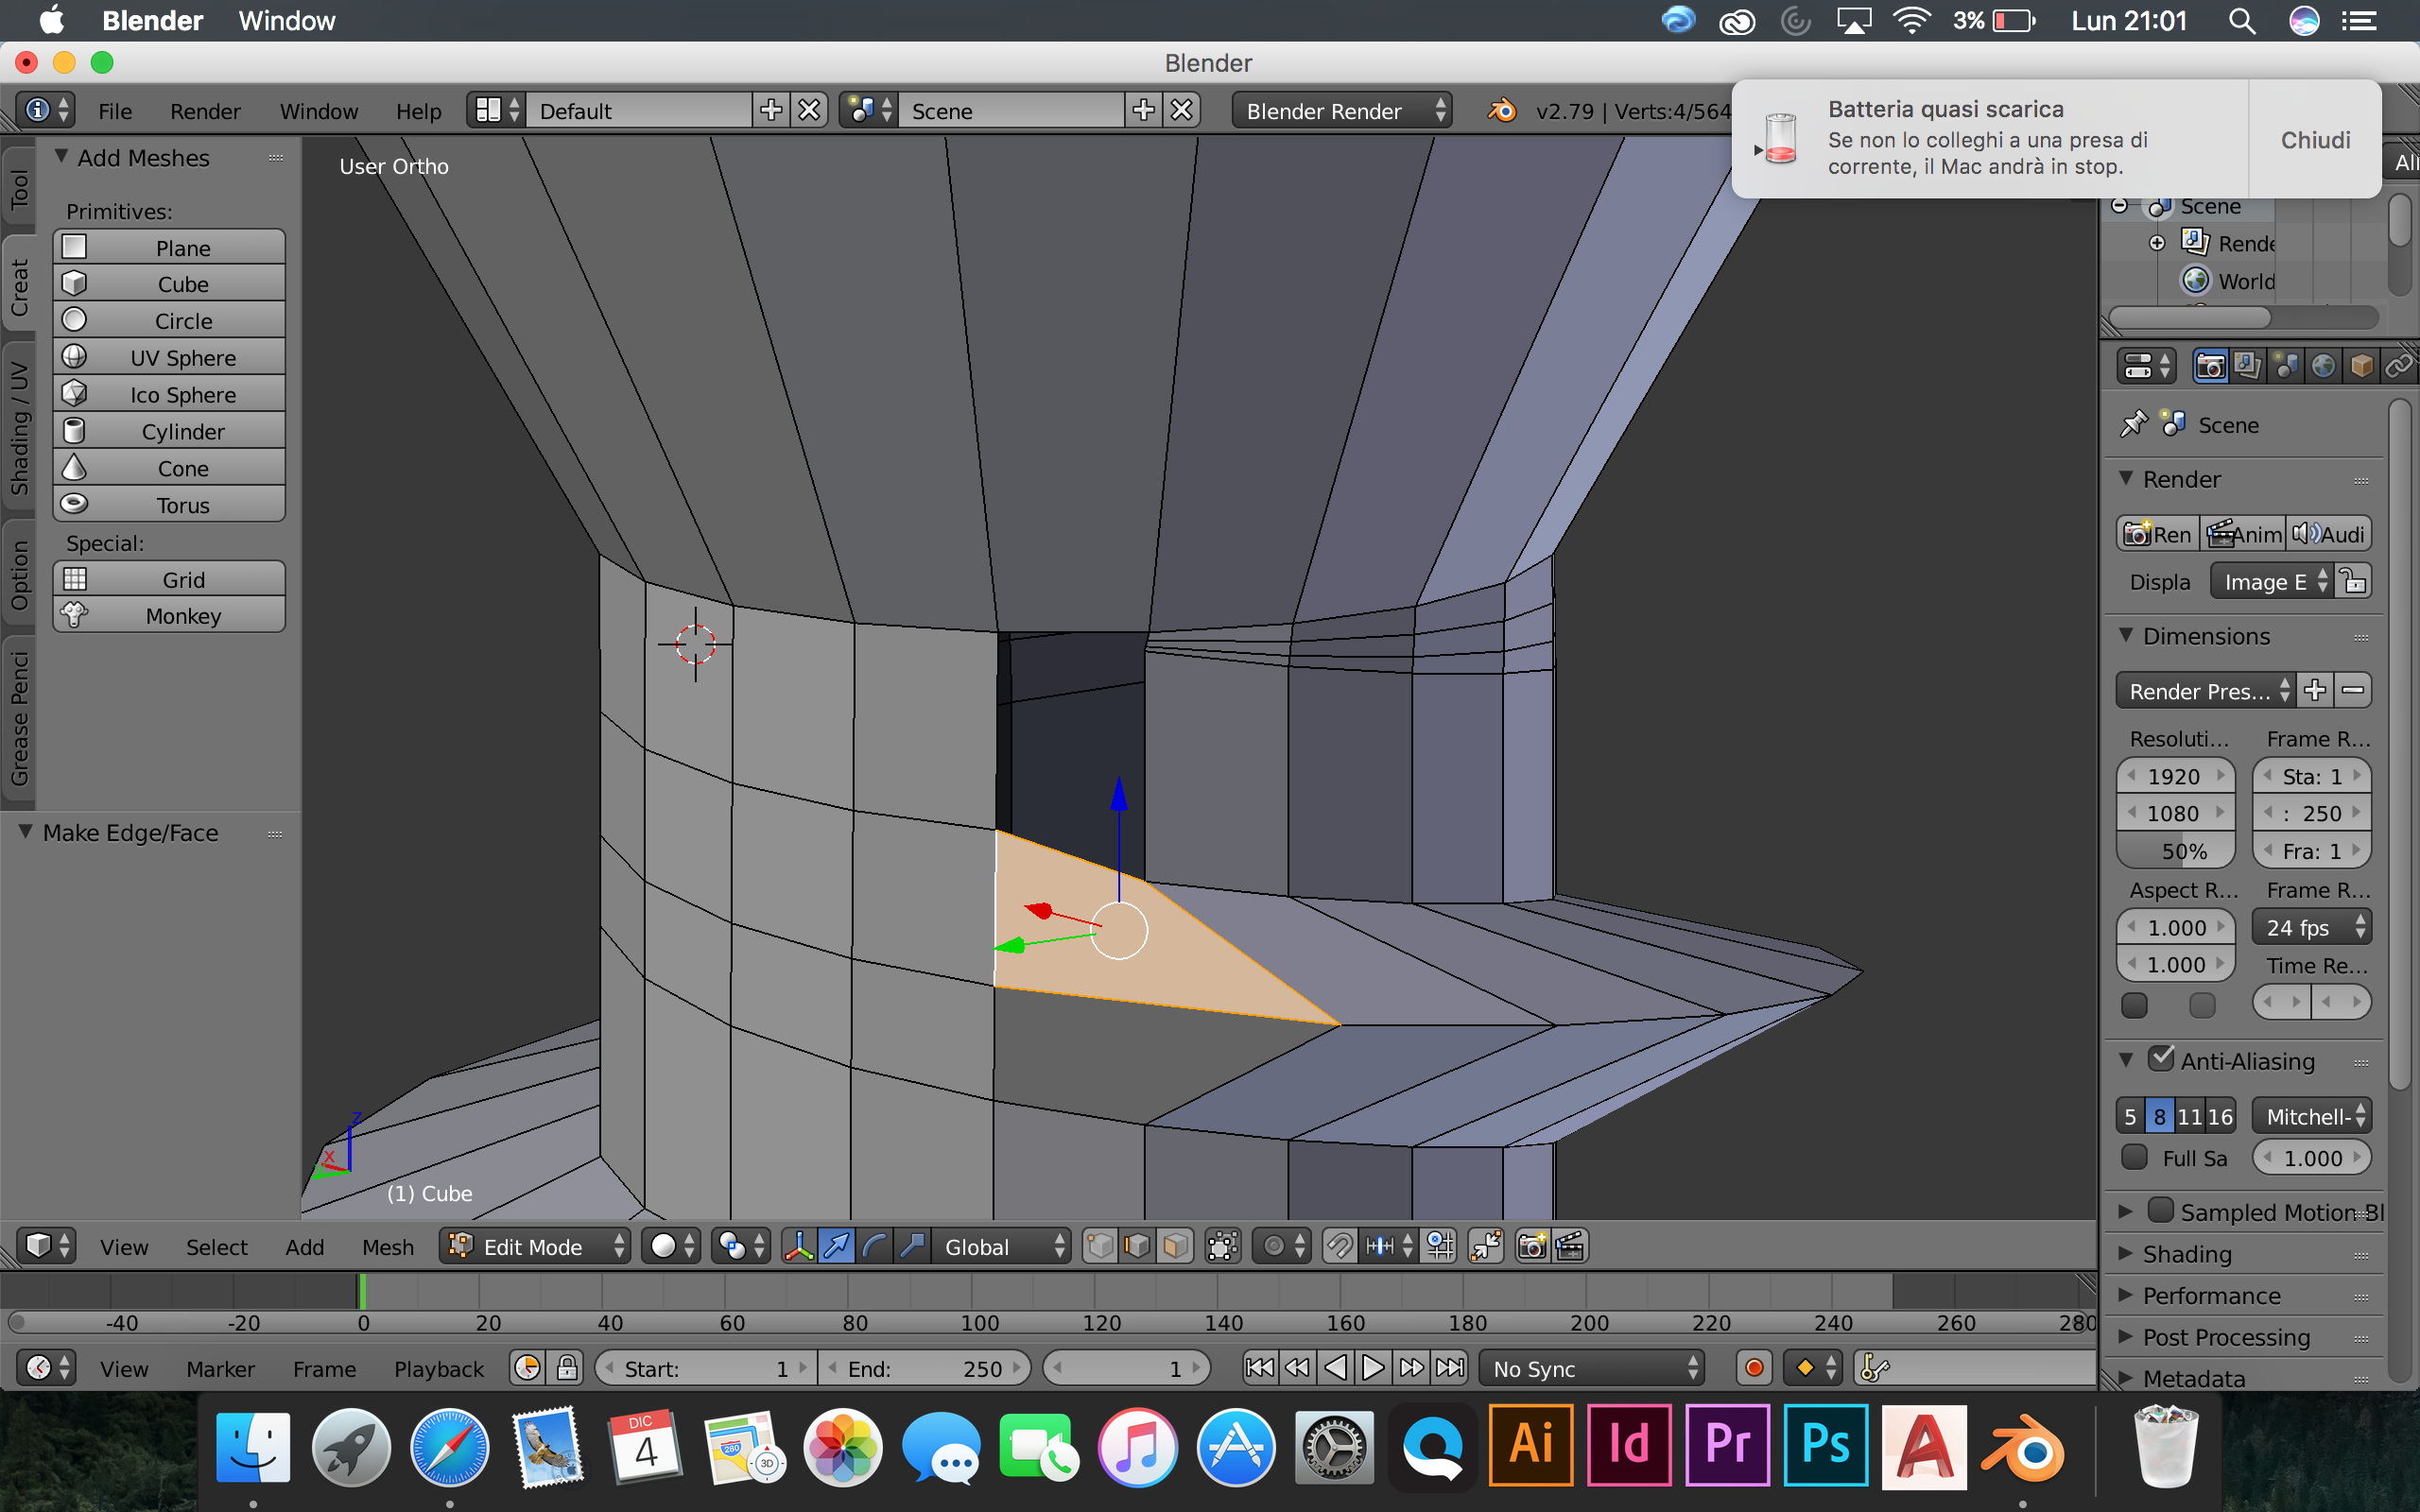 Blender Window
3% Lun 21:01
Blender
File Render Window Help Default Scene Blender Render v2.79 | Verts:4/564
Batteria quasi scarica
Se non lo colleghi a una presa di
corrente, il Mac andrà in stop.
Chiudi
All
Tool
Creat
Shading / UV
Option
Grease Penci
Add Meshes
Primitives:
Plane
Cube
Circle
UV Sphere
Ico Sphere
Cylinder
Cone
Torus
Special:
Grid
Monkey
Make Edge/Face
User Ortho
Z
X
(1) Cube
Scene
Rende
World
Scene
Render
Ren Anim Audi
Displa Image E
Dimensions
Render Pres...
Resoluti... Frame R...
1920 Sta: 1
1080 : 250
50% Fra: 1
Aspect R... Frame R...
1.000 24 fps
1.000 Time Re...
Anti-Aliasing
5 8 11 16 Mitchell-
Full Sa 1.000
Sampled Motion Bl
Shading
Performance
Post Processing
Metadata
View Select Add Mesh Edit Mode Global
-40 -20 0 20 40 60 80 100 120 140 160 180 200 220 240 260 280
View Marker Frame Playback Start: 1 End: 250 1 No Sync
DIC
4
280
3D
Ai Id Pr Ps